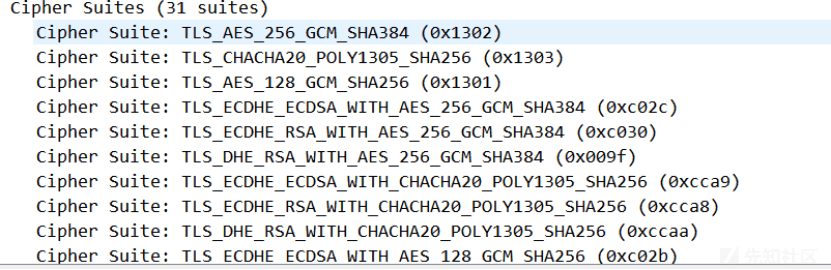 Cipher Suites (31 suites)
Cipher Suite: TLS_AES_256_GCM_SHA384 (0x1302)
Cipher Suite: TLS_CHACHA20_POLY1305_SHA256 (0x1303)
Cipher Suite: TLS_AES_128_GCM_SHA256 (0x1301)
Cipher Suite: TLS_ECDHE_ECDSA_WITH_AES_256_GCM_SHA384 (0xc02c)
Cipher Suite: TLS_ECDHE_RSA_WITH_AES_256_GCM_SHA384 (0xc030)
Cipher Suite: TLS_DHE_RSA_WITH_AES_256_GCM_SHA384 (0x009f)
Cipher Suite: TLS_ECDHE_ECDSA_WITH_CHACHA20_POLY1305_SHA256 (0xcca9)
Cipher Suite: TLS_ECDHE_RSA_WITH_CHACHA20_POLY1305_SHA256 (0xcca8)
Cipher Suite: TLS_DHE_RSA_WITH_CHACHA20_POLY1305_SHA256 (0xccaa)
Cipher Suite: TLS_ECDHE_ECDSA_WITH_AES_128_GCM_SHA256 (0xc02b)
先知社区